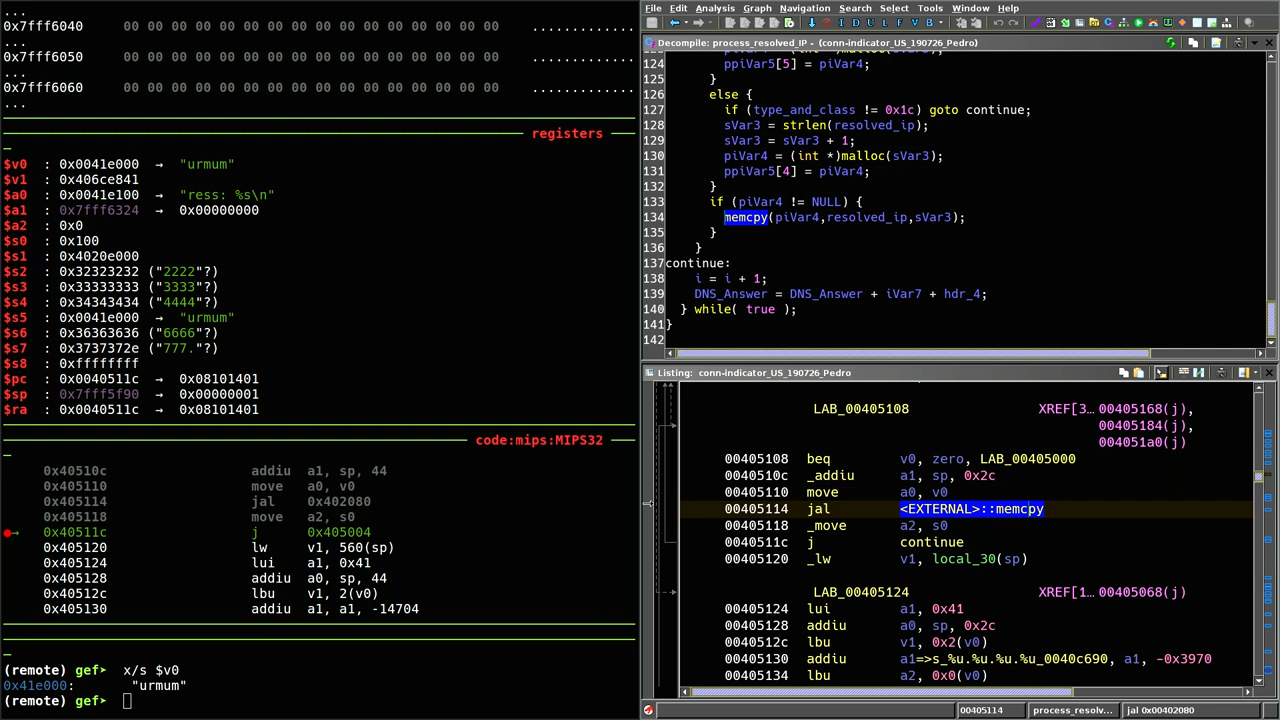 0x7fff6040 00 00 00 00 00 00 00 00 00 00 00 00 00 00 00 00 ................
...
0x7fff6050 00 00 00 00 00 00 00 00 00 00 00 00 00 00 00 00 ................
...
0x7fff6060 00 00 00 00 00 00 00 00 00 00 00 00 00 00 00 00 ................
...
registers
$v0 : 0x0041e000 → "urmum"
$v1 : 0x406ce841
$a0 : 0x0041e100 → "ress: %s\n"
$a1 : 0x7fff6324 → 0x00000000
$a2 : 0x0
$s0 : 0x100
$s1 : 0x4020e000
$s2 : 0x32323232 ("2222"?)
$s3 : 0x33333333 ("3333"?)
$s4 : 0x34343434 ("4444"?)
$s5 : 0x0041e000 → "urmum"
$s6 : 0x36363636 ("6666"?)
$s7 : 0x3737372e ("777."?)
$s8 : 0xffffffff
$pc : 0x0040511c → 0x08101401
$sp : 0x7fff5f90 → 0x00000001
$ra : 0x0040511c → 0x08101401
code:mips:MIPS32
0x40510c addiu a1, sp, 44
0x405110 move a0, v0
0x405114 jal 0x402080
0x405118 move a2, s0
0x40511c j 0x405004
0x405120 lw v1, 560(sp)
0x405124 lui a1, 0x41
0x405128 addiu a0, sp, 44
0x40512c lbu v1, 2(v0)
0x405130 addiu a1, a1, -14704
(remote) gef➤ x/s $v0
0x41e000: "urmum"
(remote) gef➤
File Edit Analysis Graph Navigation Search Select Tools Window Help
I D U L F V B
Decompile: process_resolved_IP - (conn-indicator_US_190726_Pedro)
124 ppiVar5[5] = piVar4;
125 }
126 else {
127 if (type_and_class != 0x1c) goto continue;
128 sVar3 = strlen(resolved_ip);
129 sVar3 = sVar3 + 1;
130 piVar4 = (int *)malloc(sVar3);
131 ppiVar5[4] = piVar4;
132 }
133 if (piVar4 != NULL) {
134 memcpy(piVar4,resolved_ip,sVar3);
135 }
136 }
137 continue:
138 i = i + 1;
139 DNS_Answer = DNS_Answer + iVar7 + hdr_4;
140 } while( true );
141 }
142
Listing: conn-indicator_US_190726_Pedro
LAB_00405108 XREF[3… 00405168(j),
00405184(j),
004051a0(j)
00405108 beq v0, zero, LAB_00405000
0040510c _addiu a1, sp, 0x2c
00405110 move a0, v0
00405114 jal <EXTERNAL>::memcpy
00405118 _move a2, s0
0040511c j continue
00405120 _lw v1, local_30(sp)
LAB_00405124 XREF[1… 00405068(j)
00405124 lui a1, 0x41
00405128 addiu a0, sp, 0x2c
0040512c lbu v1, 0x2(v0)
00405130 addiu a1=>s_%u.%u.%u.%u_0040c690, a1, -0x3970
00405134 lbu a2, 0x0(v0)
00405114 process_resolv... jal 0x00402080